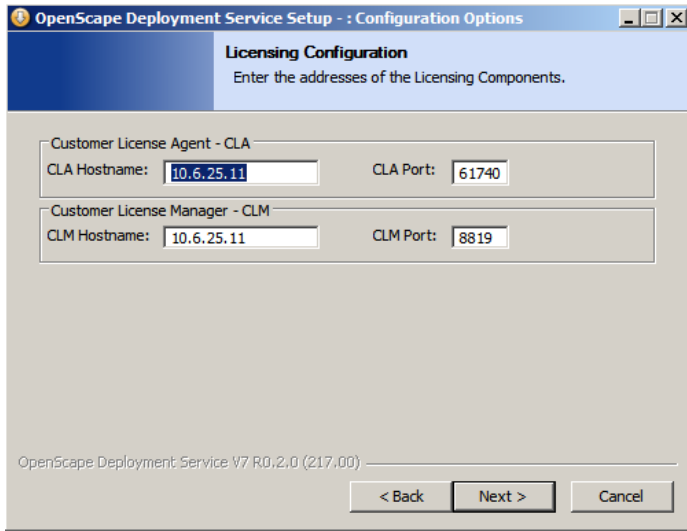 OpenScape Deployment Service Setup - : Configuration Options
Licensing Configuration
Enter the addresses of the Licensing Components.
Customer License Agent - CLA
CLA Hostname: 10.6.25.11 CLA Port: 61740
Customer License Manager - CLM
CLM Hostname: 10.6.25.11 CLM Port: 8819
OpenScape Deployment Service V7 R0.2.0 (217.00)
< Back Next > Cancel